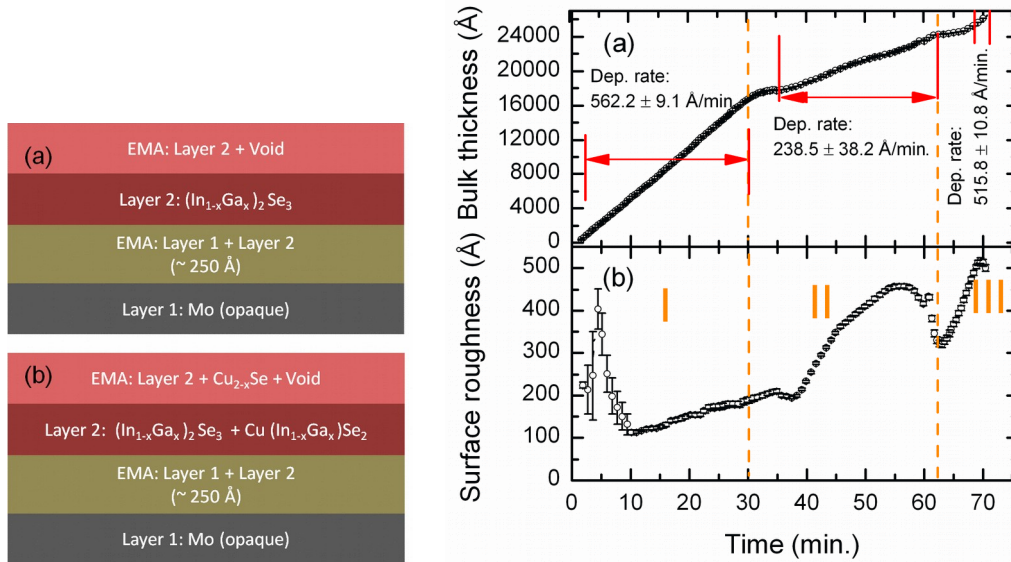 (a)
EMA: Layer 2 + Void
Layer 2: (In₁₋ₓGaₓ)₂Se₃
EMA: Layer 1 + Layer 2
(~ 250 Å)
Layer 1: Mo (opaque)
(b)
EMA: Layer 2 + Cu₂₋ₓSe + Void
Layer 2: (In₁₋ₓGaₓ)₂Se₃ + Cu (In₁₋ₓGaₓ)Se₂
EMA: Layer 1 + Layer 2
(~ 250 Å)
Layer 1: Mo (opaque)
Bulk thickness (Å)
24000
20000
16000
12000
8000
4000
0
(a)
Dep. rate:
562.2 ± 9.1 Å/min.
Dep. rate:
238.5 ± 38.2 Å/min.
Dep. rate:
515.8 ± 10.8 Å/min.
Surface roughness (Å)
500
400
300
200
100
0
(b)
I
II
III
0 10 20 30 40 50 60 70
Time (min.)